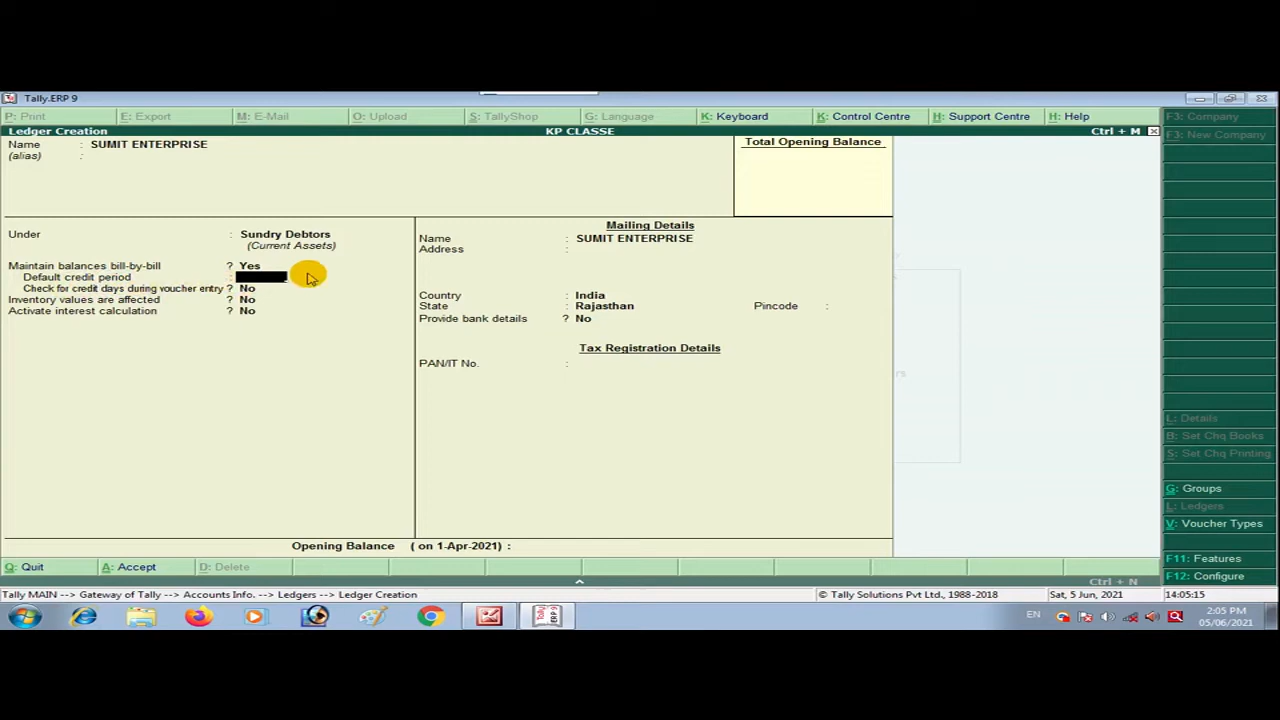 Tally.ERP 9
P: Print E: Export M: E-Mail O: Upload S: TallyShop G: Language K: Keyboard K: Control Centre H: Support Centre H: Help
Ledger Creation KP CLASSE Ctrl + M
Name : SUMIT ENTERPRISE
(alias) :
Total Opening Balance
Under : Sundry Debtors
(Current Assets)
Maintain balances bill-by-bill ? Yes
Default credit period :
Check for credit days during voucher entry ? No
Inventory values are affected ? No
Activate interest calculation ? No
Mailing Details
Name : SUMIT ENTERPRISE
Address :
Country : India
State : Rajasthan Pincode :
Provide bank details ? No
Tax Registration Details
PAN/IT No. :
Opening Balance ( on 1-Apr-2021) :
F3: Company
F3: New Company
L: Details
B: Set Chq Books
S: Set Chq Printing
G: Groups
L: Ledgers
V: Voucher Types
F11: Features
F12: Configure
Q: Quit A: Accept D: Delete
Ctrl + N
Tally MAIN --> Gateway of Tally --> Accounts Info. --> Ledgers --> Ledger Creation © Tally Solutions Pvt Ltd., 1988-2018 Sat, 5 Jun, 2021 14:05:15
EN 2:05 PM
05/06/2021